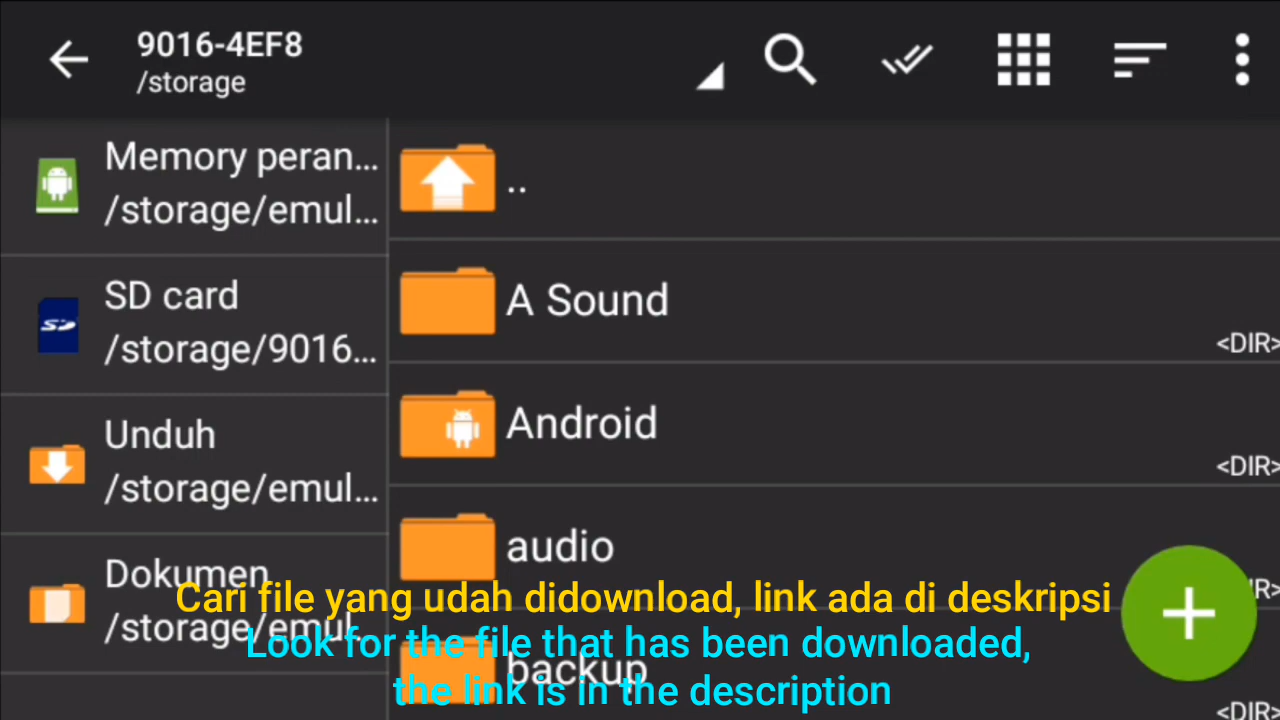 9016-4EF8
/storage
Memory peran...
/storage/emul...
SD card
/storage/9016...
Unduh
/storage/emul...
Dokumen
/storage/emul...
..
A Sound
<DIR>
Android
<DIR>
audio
backup
<DIR>
Cari file yang udah didownload, link ada di deskripsi
Look for the file that has been downloaded,
the link is in the description